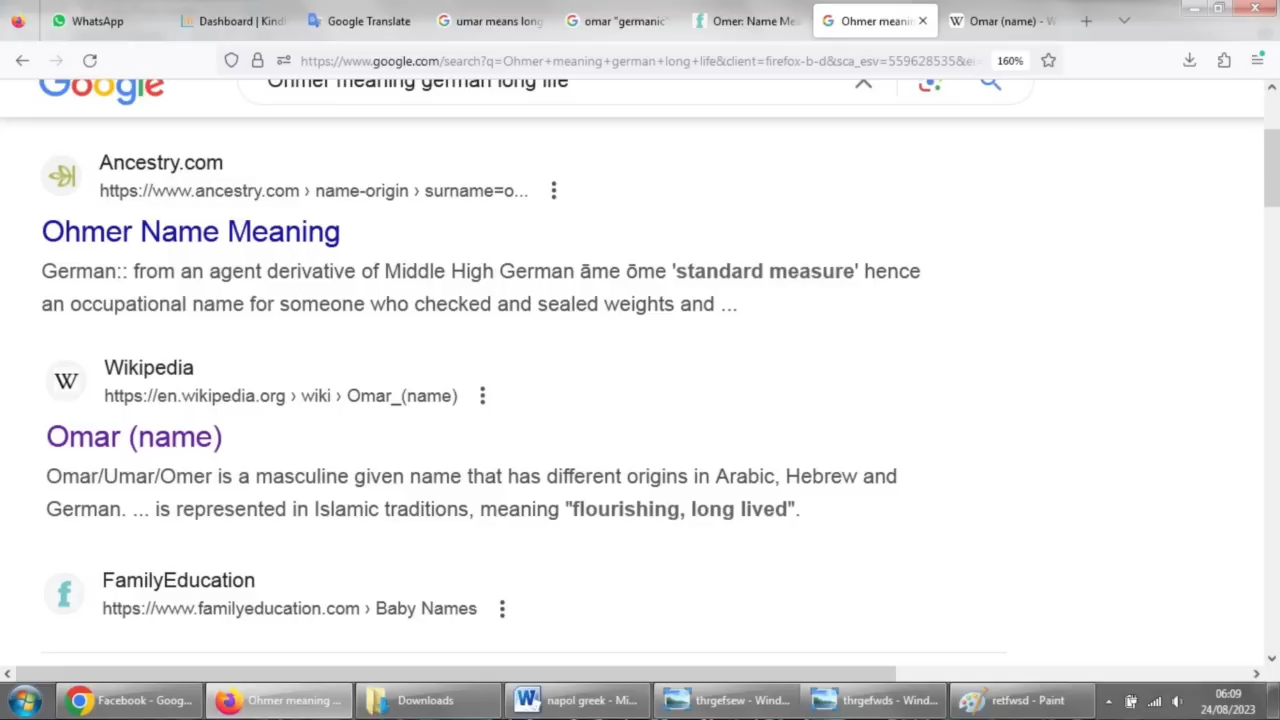 WhatsApp
Dashboard | Kindl
Google Translate
umar means long
omar "germanic"
Omer: Name Mea
Ohmer meaning
Omar (name) - W
https://www.google.com/search?q=Ohmer+meaning+german+long+life&client=firefox-b-d&sca_esv=559628535&ei
160%
Google
Ohmer meaning german long life
Ancestry.com
https://www.ancestry.com › name-origin › surname=o...
Ohmer Name Meaning
German:: from an agent derivative of Middle High German āme ōme 'standard measure' hence
an occupational name for someone who checked and sealed weights and ...
Wikipedia
W
https://en.wikipedia.org › wiki › Omar_(name)
Omar (name)
Omar/Umar/Omer is a masculine given name that has different origins in Arabic, Hebrew and
German. ... is represented in Islamic traditions, meaning "flourishing, long lived".
FamilyEducation
f
https://www.familyeducation.com › Baby Names
Facebook - Goog...
Ohmer meaning ...
Downloads
napol greek - Mi...
thrgefsew - Wind...
thrgefwds - Wind...
retfwsd - Paint
06:09
24/08/2023